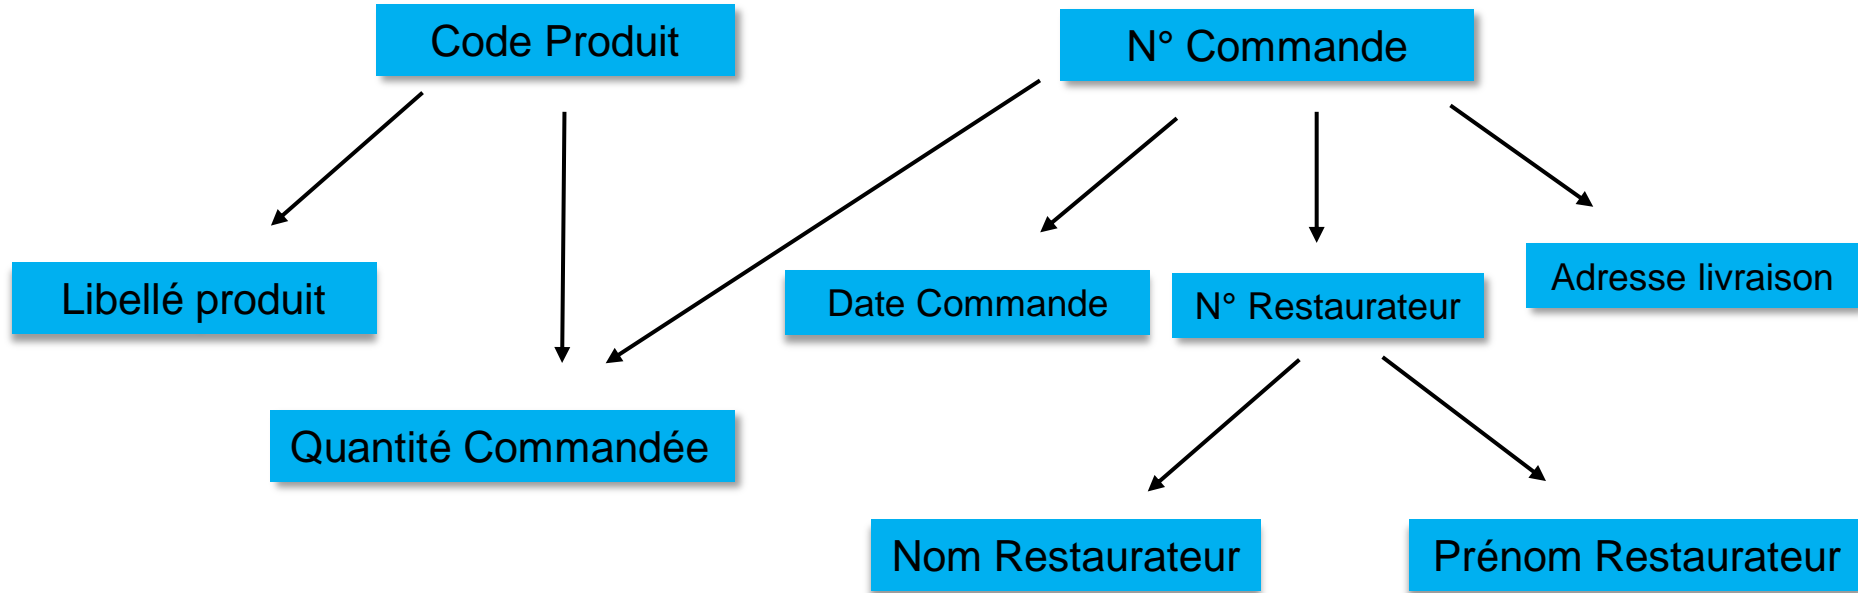 Code Produit
N° Commande
Libellé produit
Date Commande
N° Restaurateur
Adresse livraison
Quantité Commandée
Nom Restaurateur
Prénom Restaurateur